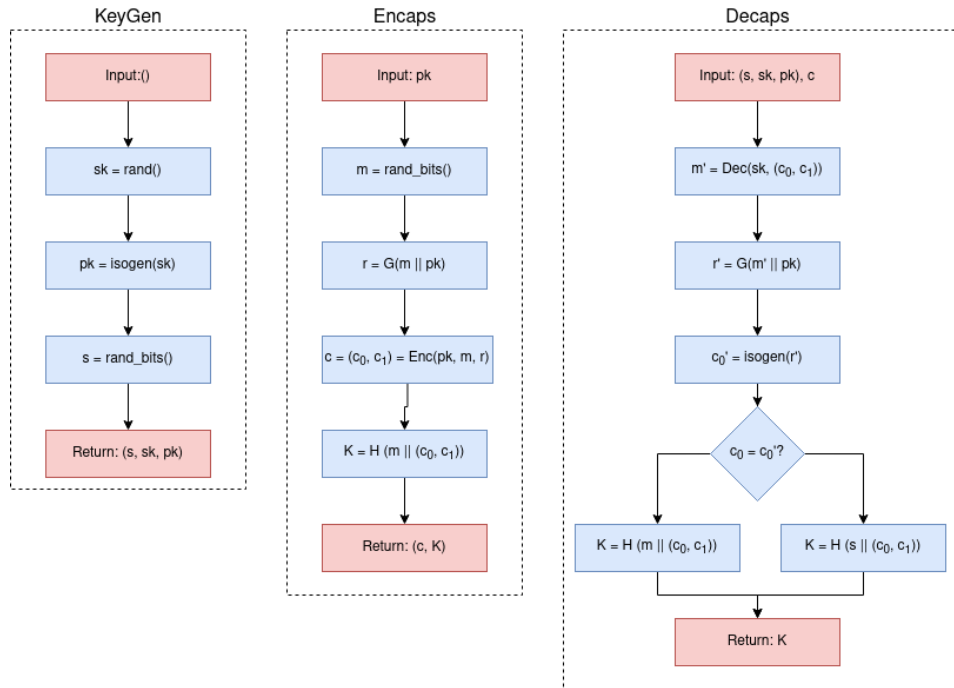 KeyGen
Input:()
sk = rand()
pk = isogen(sk)
s = rand_bits()
Return: (s, sk, pk)
Encaps
Input: pk
m = rand_bits()
r = G(m || pk)
c = (c₀, c₁) = Enc(pk, m, r)
K = H (m || (c₀, c₁))
Return: (c, K)
Decaps
Input: (s, sk, pk), c
m' = Dec(sk, (c₀, c₁))
r' = G(m' || pk)
c₀' = isogen(r')
c₀ = c₀'?
K = H (m || (c₀, c₁))
K = H (s || (c₀, c₁))
Return: K